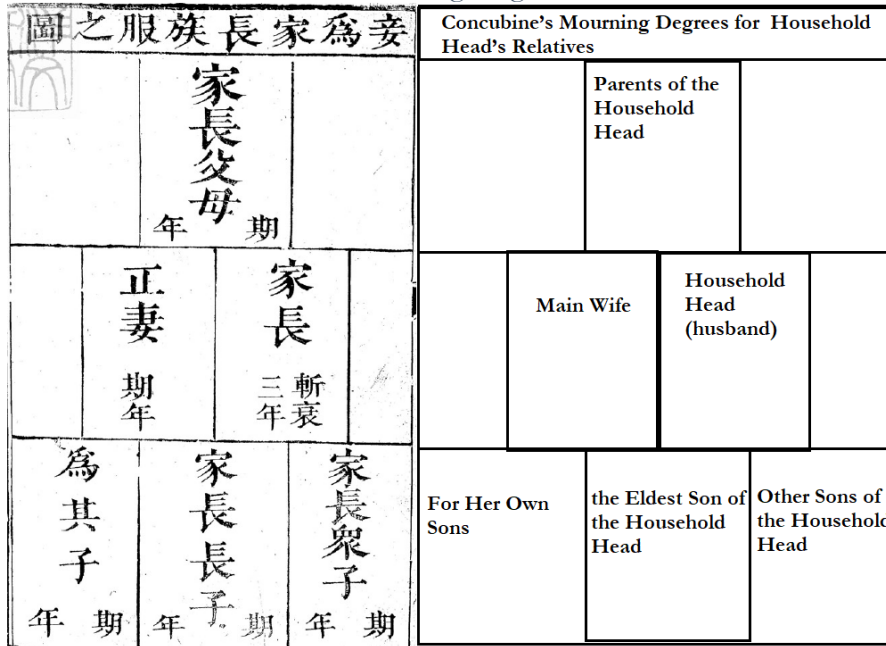 妾為家長族服之圖
家長父母
期年
家長
斬衰三年
正妻
期年
家長眾子
期年
家長長子
期年
為其子
期年
Concubine's Mourning Degrees for Household
Head's Relatives
Parents of the
Household
Head
Main Wife
Household
Head
(husband)
For Her Own
Sons
the Eldest Son of
the Household
Head
Other Sons of
the Household
Head